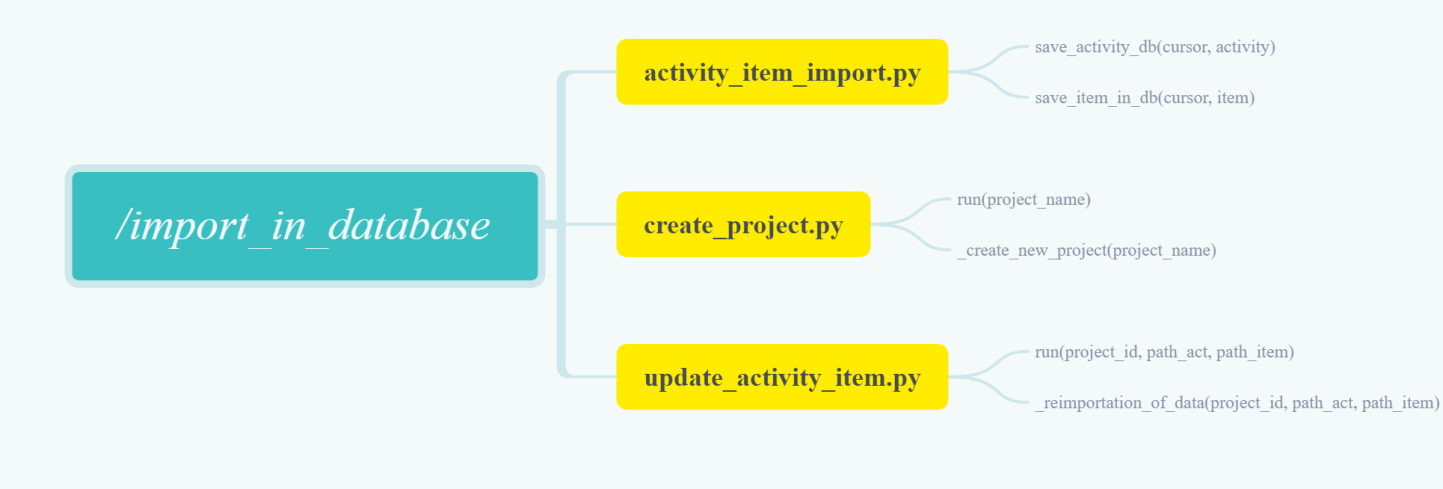 /import_in_database
activity_item_import.py
save_activity_db(cursor, activity)
save_item_in_db(cursor, item)
create_project.py
run(project_name)
_create_new_project(project_name)
update_activity_item.py
run(project_id, path_act, path_item)
_reimportation_of_data(project_id, path_act, path_item)